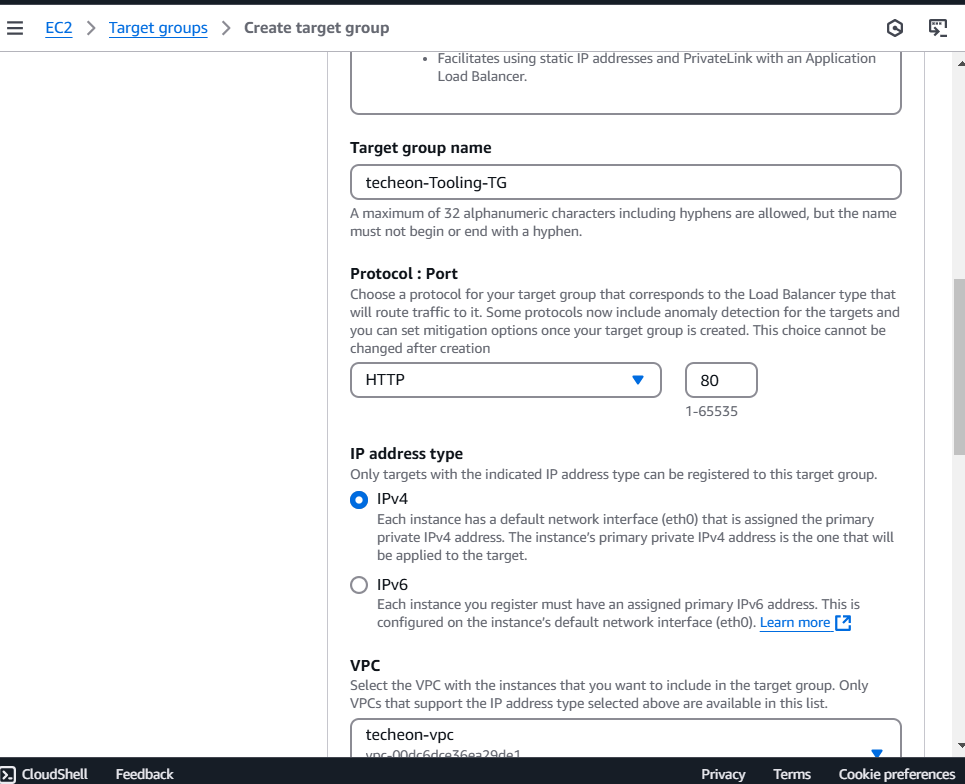 EC2 > Target groups > Create target group
• Facilitates using static IP addresses and PrivateLink with an Application
Load Balancer.
Target group name
techeon-Tooling-TG
A maximum of 32 alphanumeric characters including hyphens are allowed, but the name
must not begin or end with a hyphen.
Protocol : Port
Choose a protocol for your target group that corresponds to the Load Balancer type that
will route traffic to it. Some protocols now include anomaly detection for the targets and
you can set mitigation options once your target group is created. This choice cannot be
changed after creation
HTTP
80
1-65535
IP address type
Only targets with the indicated IP address type can be registered to this target group.
IPv4
Each instance has a default network interface (eth0) that is assigned the primary
private IPv4 address. The instance's primary private IPv4 address is the one that will
be applied to the target.
IPv6
Each instance you register must have an assigned primary IPv6 address. This is
configured on the instance's default network interface (eth0). Learn more
VPC
Select the VPC with the instances that you want to include in the target group. Only
VPCs that support the IP address type selected above are available in this list.
techeon-vpc
vpc-00dc6dce36ea29de1
CloudShell Feedback Privacy Terms Cookie preferences